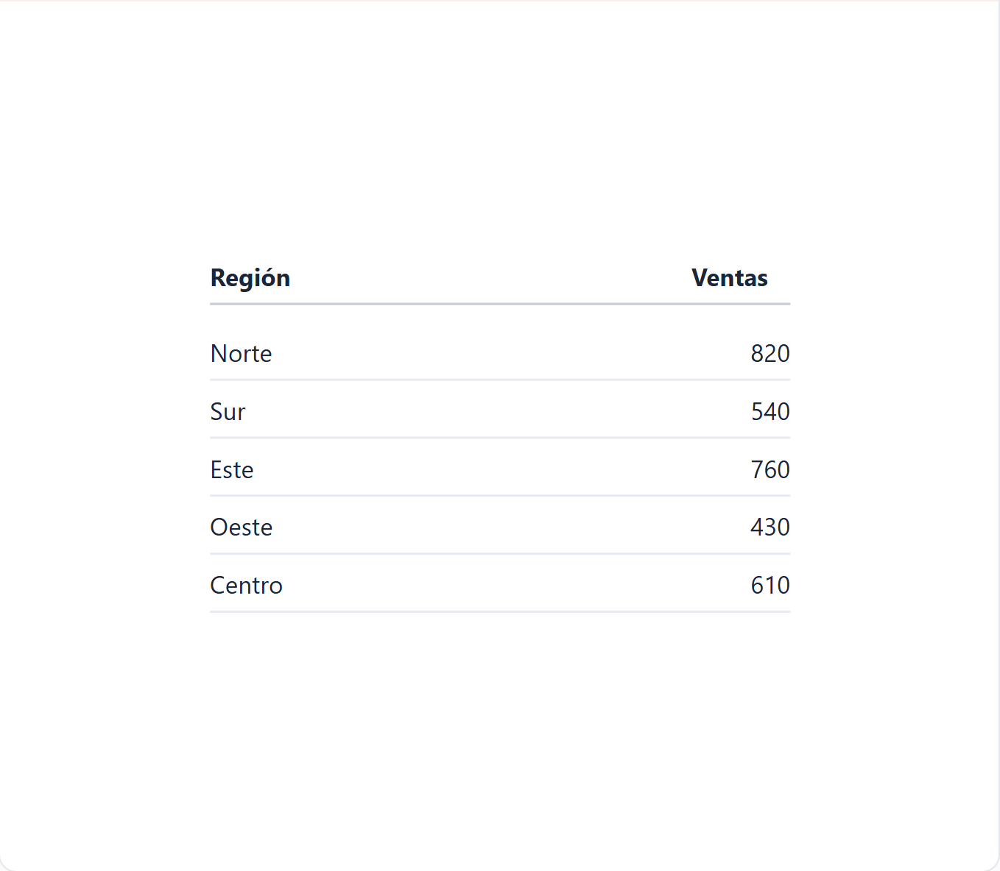 Región Ventas
Norte 820
Sur 540
Este 760
Oeste 430
Centro 610